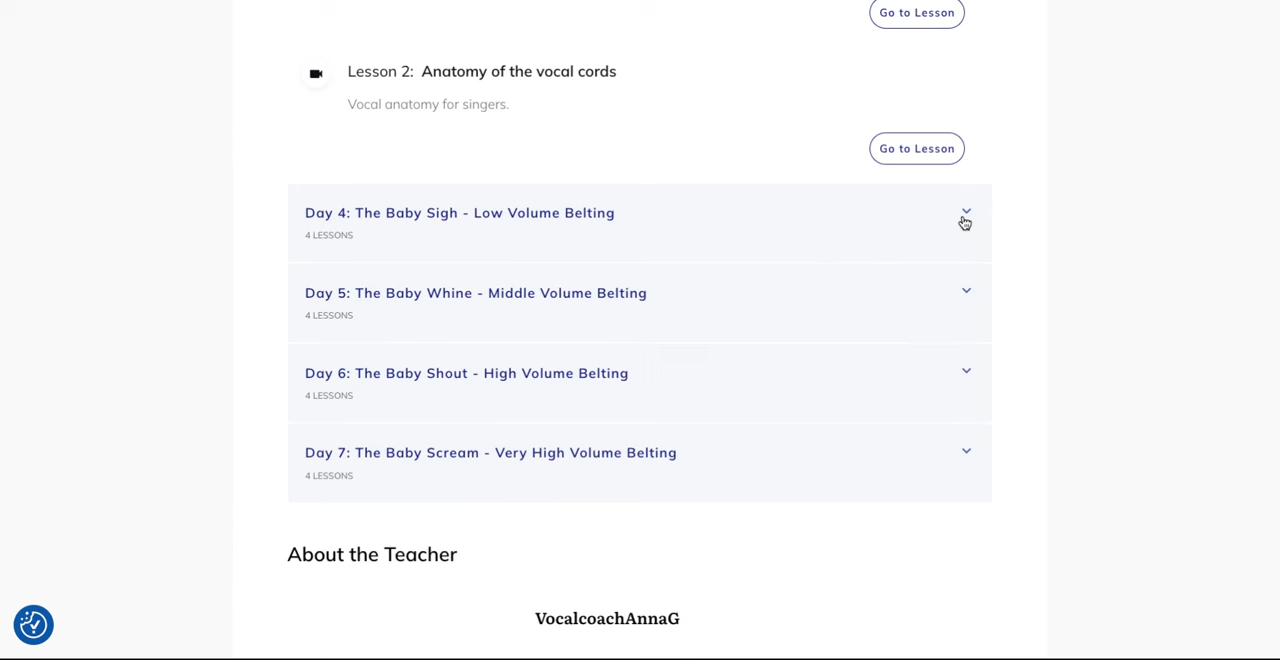 Go to Lesson
Lesson 2: Anatomy of the vocal cords
Vocal anatomy for singers.
Go to Lesson
Day 4: The Baby Sigh - Low Volume Belting
4 LESSONS
Day 5: The Baby Whine - Middle Volume Belting
4 LESSONS
Day 6: The Baby Shout - High Volume Belting
4 LESSONS
Day 7: The Baby Scream - Very High Volume Belting
4 LESSONS
About the Teacher
VocalcoachAnnaG